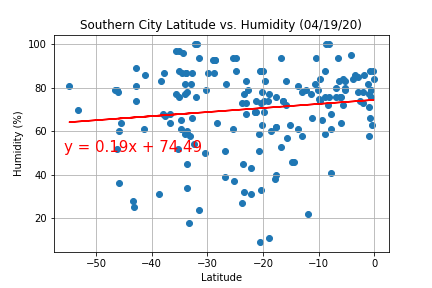 Southern City Latitude vs. Humidity (04/19/20)
100
80
60
40
20
Humidity (%)
y = 0.19x + 74.49
−50 −40 −30 −20 −10 0
Latitude